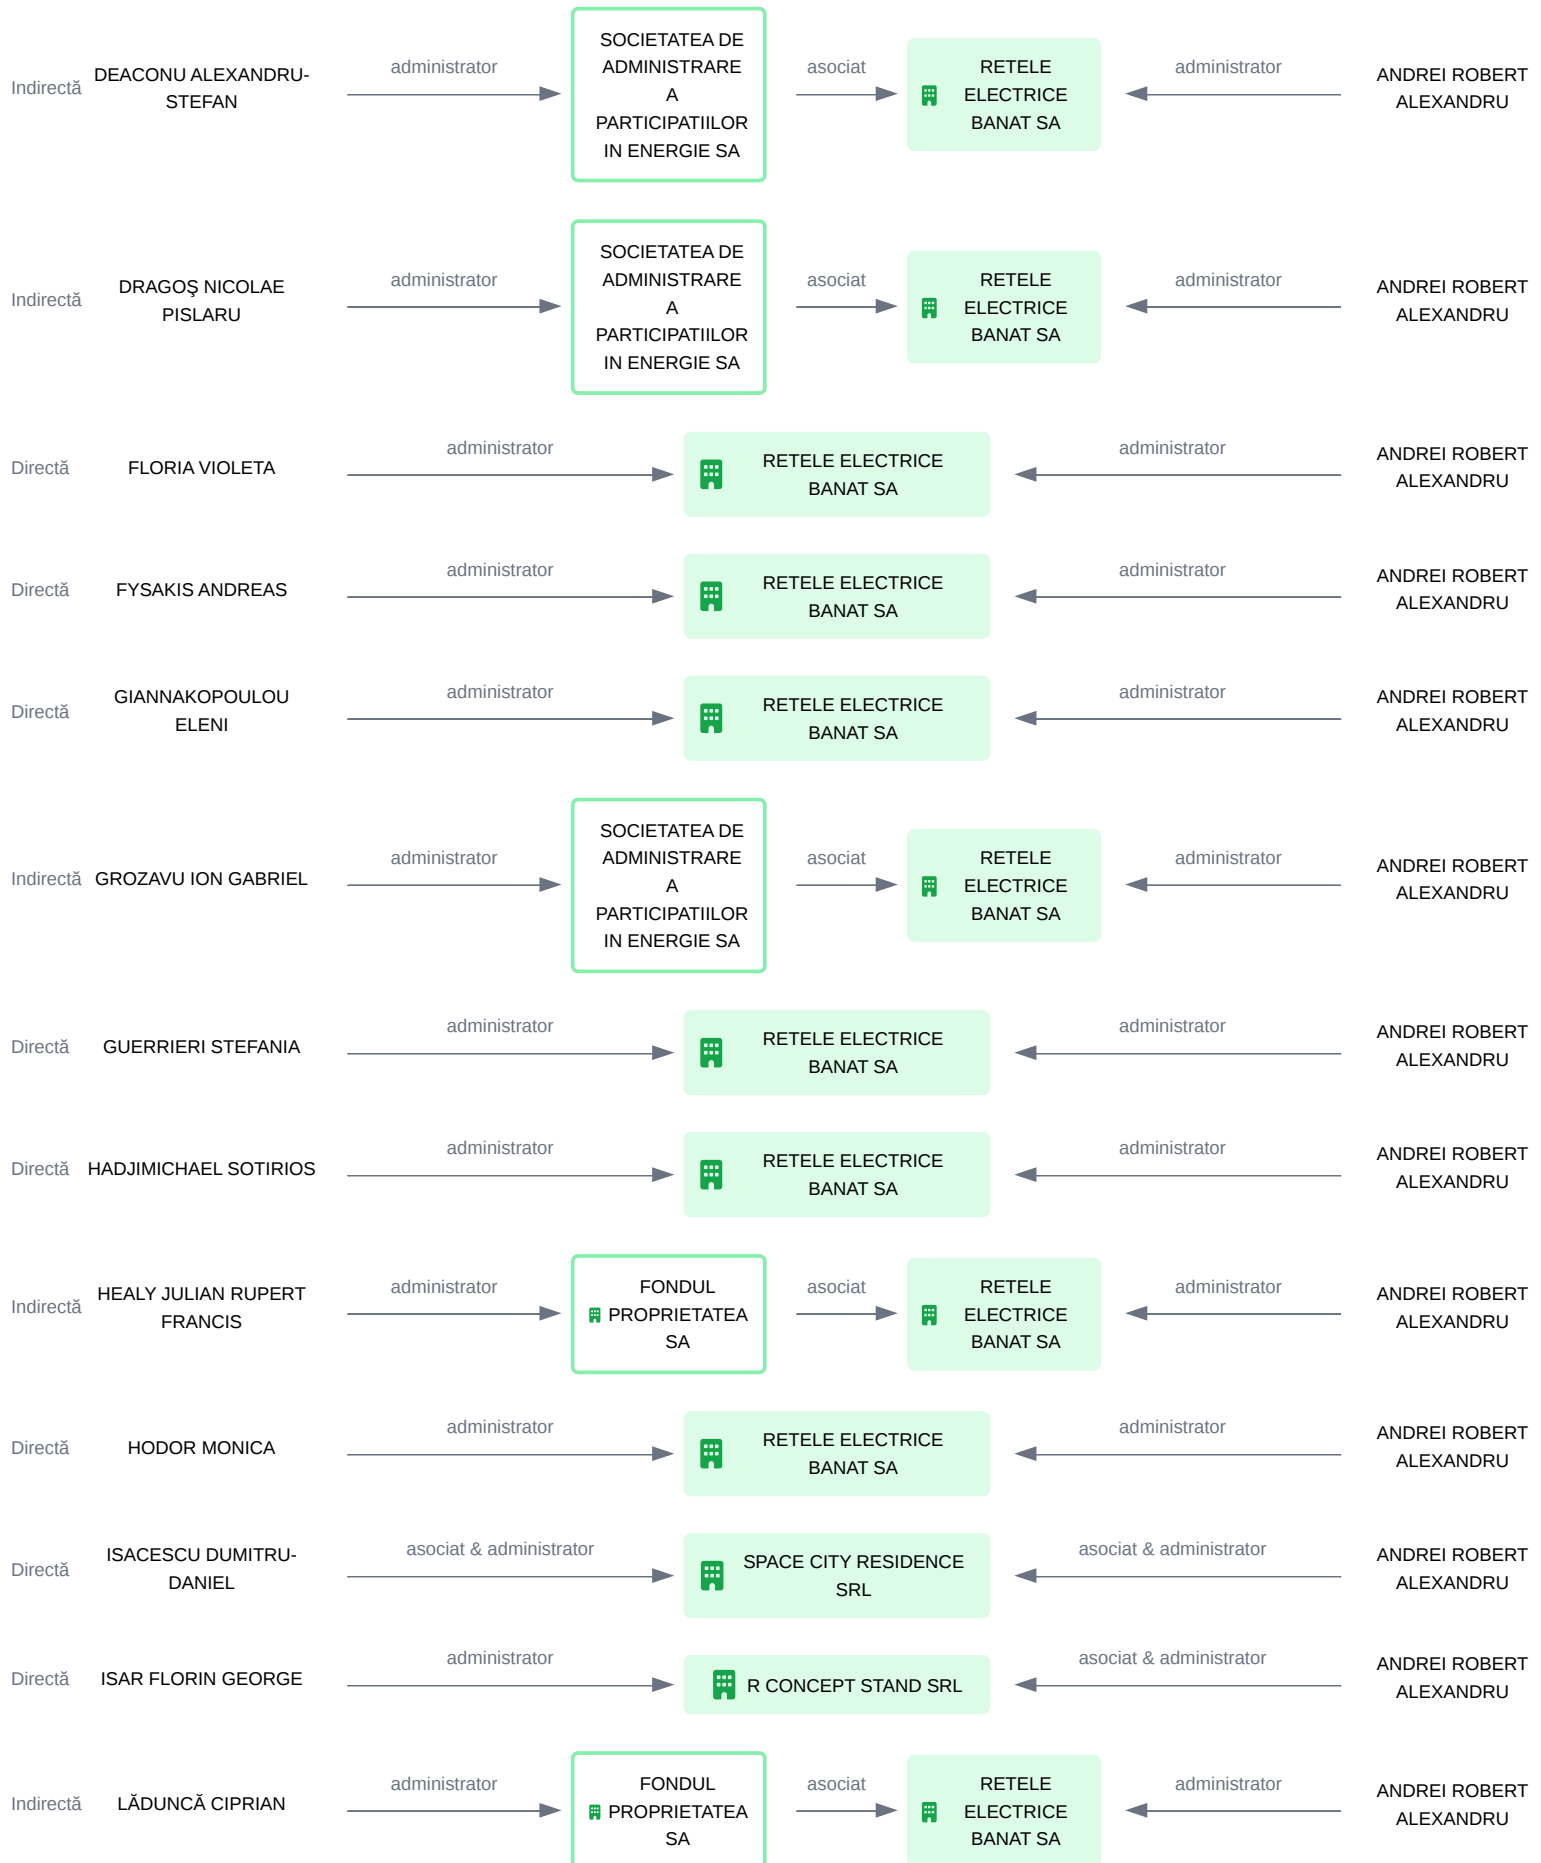 Indirectă
DEACONU ALEXANDRU-
STEFAN
administrator
SOCIETATEA DE
ADMINISTRARE
A
PARTICIPATIILOR
IN ENERGIE SA
asociat
RETELE
ELECTRICE
BANAT SA
administrator
ANDREI ROBERT
ALEXANDRU
Indirectă
DRAGOŞ NICOLAE
PISLARU
administrator
SOCIETATEA DE
ADMINISTRARE
A
PARTICIPATIILOR
IN ENERGIE SA
asociat
RETELE
ELECTRICE
BANAT SA
administrator
ANDREI ROBERT
ALEXANDRU
Directă
FLORIA VIOLETA
administrator
RETELE ELECTRICE
BANAT SA
administrator
ANDREI ROBERT
ALEXANDRU
Directă
FYSAKIS ANDREAS
administrator
RETELE ELECTRICE
BANAT SA
administrator
ANDREI ROBERT
ALEXANDRU
Directă
GIANNAKOPOULOU
ELENI
administrator
RETELE ELECTRICE
BANAT SA
administrator
ANDREI ROBERT
ALEXANDRU
Indirectă
GROZAVU ION GABRIEL
administrator
SOCIETATEA DE
ADMINISTRARE
A
PARTICIPATIILOR
IN ENERGIE SA
asociat
RETELE
ELECTRICE
BANAT SA
administrator
ANDREI ROBERT
ALEXANDRU
Directă
GUERRIERI STEFANIA
administrator
RETELE ELECTRICE
BANAT SA
administrator
ANDREI ROBERT
ALEXANDRU
Directă
HADJIMICHAEL SOTIRIOS
administrator
RETELE ELECTRICE
BANAT SA
administrator
ANDREI ROBERT
ALEXANDRU
Indirectă
HEALY JULIAN RUPERT
FRANCIS
administrator
FONDUL
PROPRIETATEA
SA
asociat
RETELE
ELECTRICE
BANAT SA
administrator
ANDREI ROBERT
ALEXANDRU
Directă
HODOR MONICA
administrator
RETELE ELECTRICE
BANAT SA
administrator
ANDREI ROBERT
ALEXANDRU
Directă
ISACESCU DUMITRU-
DANIEL
asociat & administrator
SPACE CITY RESIDENCE
SRL
asociat & administrator
ANDREI ROBERT
ALEXANDRU
Directă
ISAR FLORIN GEORGE
administrator
R CONCEPT STAND SRL
asociat & administrator
ANDREI ROBERT
ALEXANDRU
Indirectă
LĂDUNCĂ CIPRIAN
administrator
FONDUL
PROPRIETATEA
SA
asociat
RETELE
ELECTRICE
BANAT SA
administrator
ANDREI ROBERT
ALEXANDRU